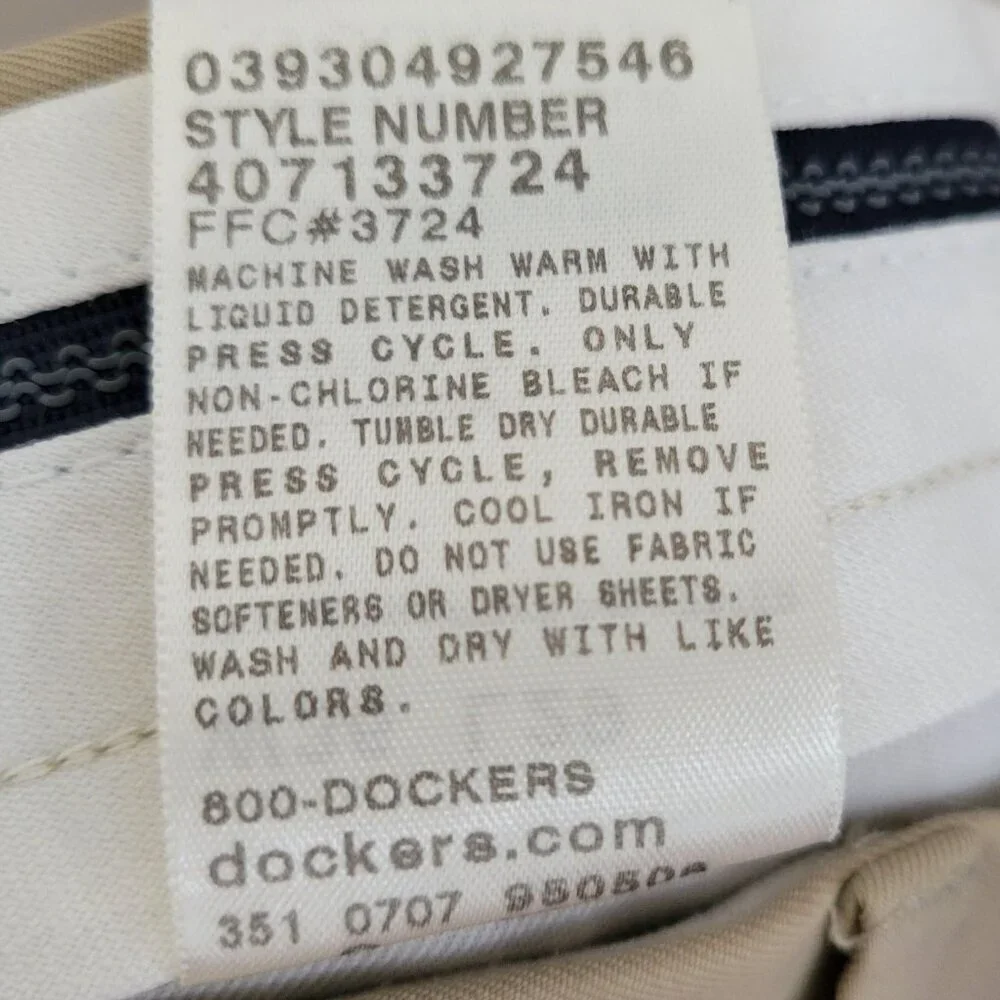 039304927546
STYLE NUMBER
407133724
FFC#3724
MACHINE WASH WARM WITH
LIQUID DETERGENT. DURABLE
PRESS CYCLE. ONLY
NON-CHLORINE BLEACH IF
NEEDED. TUMBLE DRY DURABLE
PRESS CYCLE, REMOVE
PROMPTLY. COOL IRON IF
NEEDED. DO NOT USE FABRIC
SOFTENERS OR DRYER SHEETS.
WASH AND DRY WITH LIKE
COLORS.
800-DOCKERS
dockers.com
351 0707